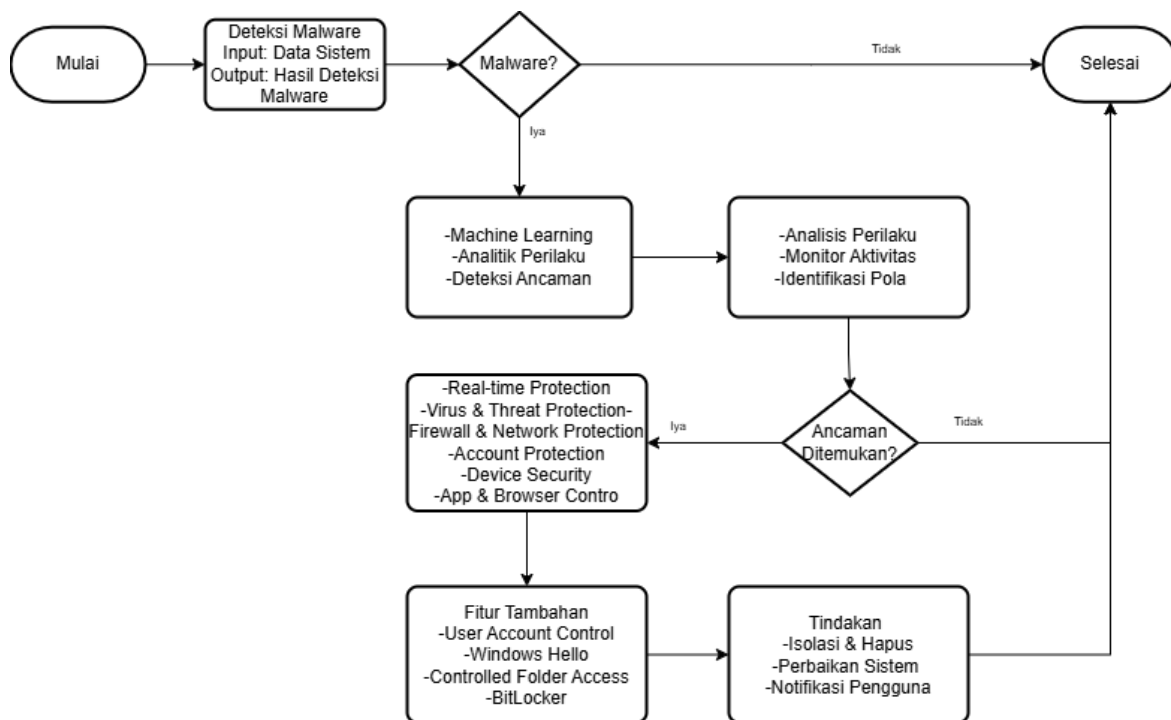 Mulai
Deteksi Malware
Input: Data Sistem
Output: Hasil Deteksi
Malware
Malware?
Tidak
Selesai
Iya
-Machine Learning
-Analitik Perilaku
-Deteksi Ancaman
-Analisis Perilaku
-Monitor Aktivitas
-Identifikasi Pola
Ancaman
Ditemukan?
Tidak
Iya
-Real-time Protection
-Virus & Threat Protection-
Firewall & Network Protection
-Account Protection
-Device Security
-App & Browser Contro
Fitur Tambahan
-User Account Control
-Windows Hello
-Controlled Folder Access
-BitLocker
Tindakan
-Isolasi & Hapus
-Perbaikan Sistem
-Notifikasi Pengguna